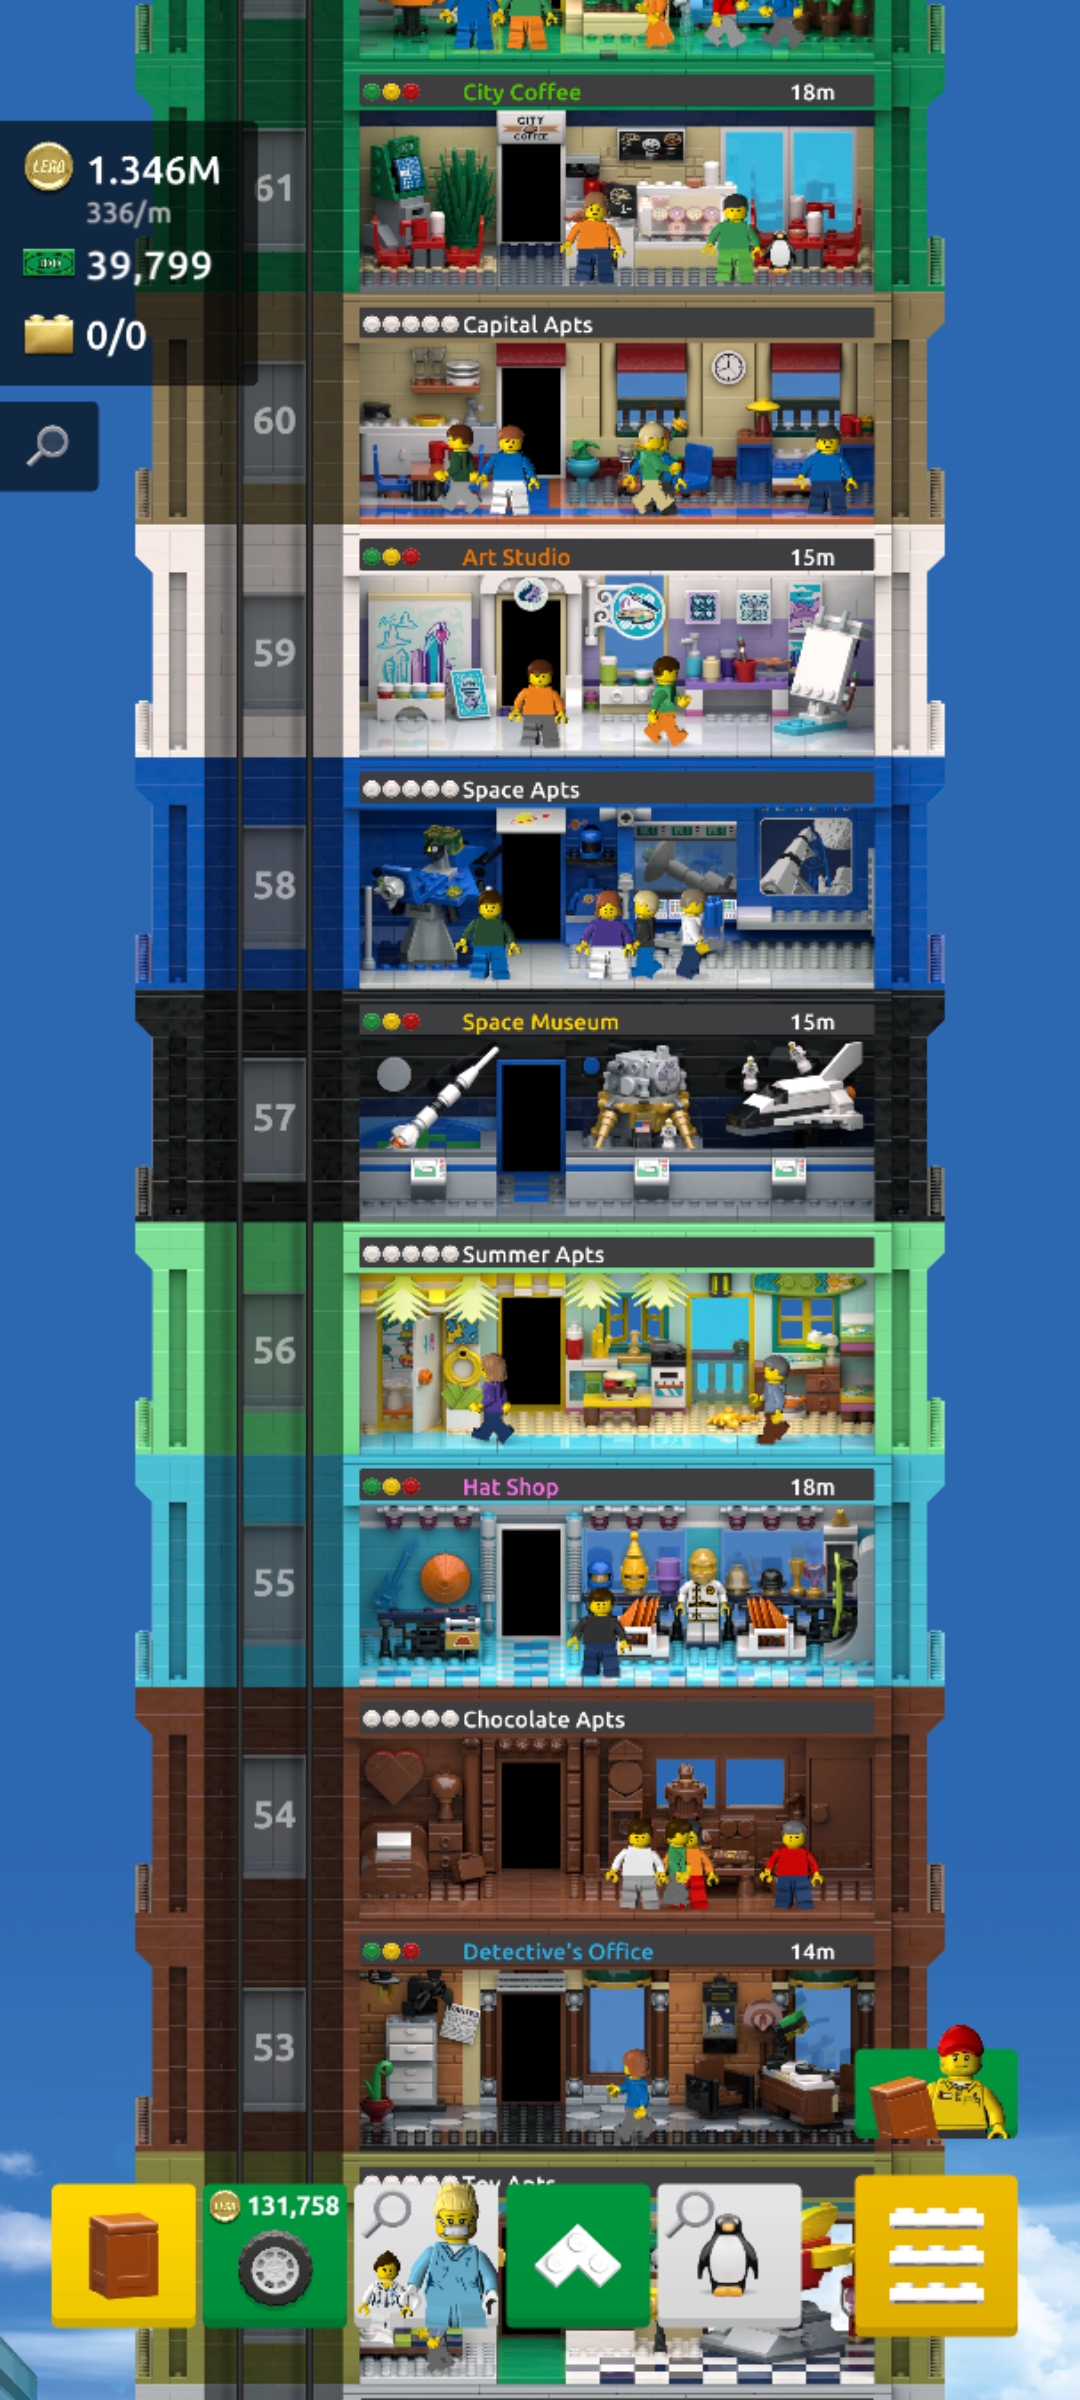 City Coffee 18m
CITY
COFFEE
LEGO 1.346M
336/m
61
39,799
0/0
Capital Apts
60
Art Studio 15m
59
Space Apts
58
Space Museum 15m
57
Summer Apts
56
Hat Shop 18m
55
Chocolate Apts
54
Detective's Office 14m
WANTED
53
Toy Apts
131,758